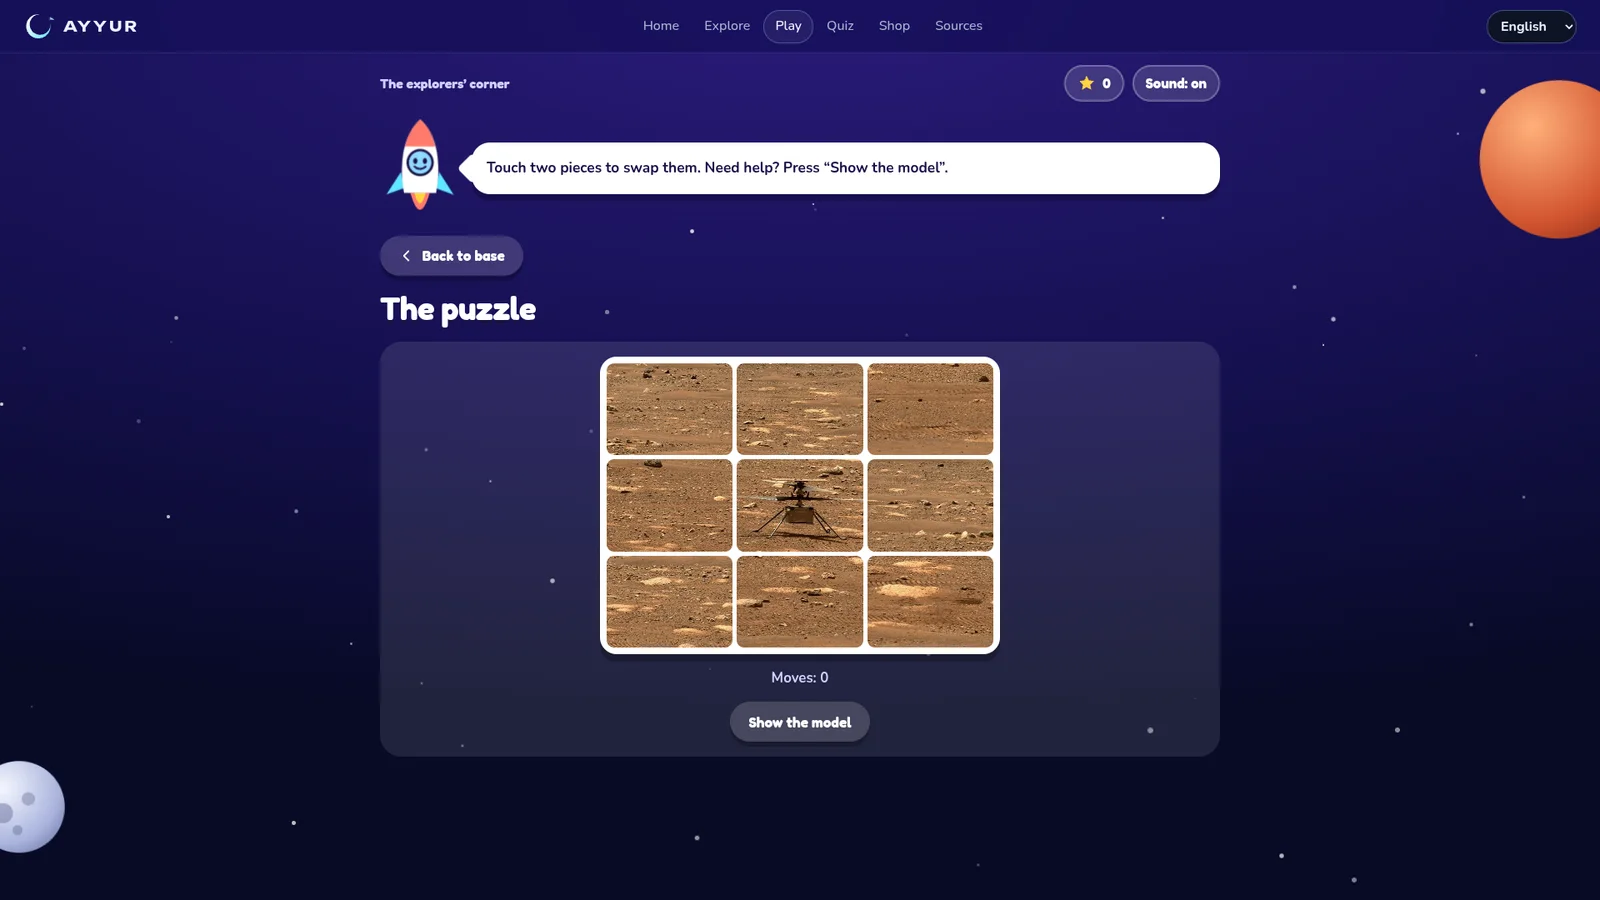 AYYUR
Home
Explore
Play
Quiz
Shop
Sources
English
The explorers’ corner
0
Sound: on
Touch two pieces to swap them. Need help? Press “Show the model”.
Back to base
The puzzle
Moves: 0
Show the model